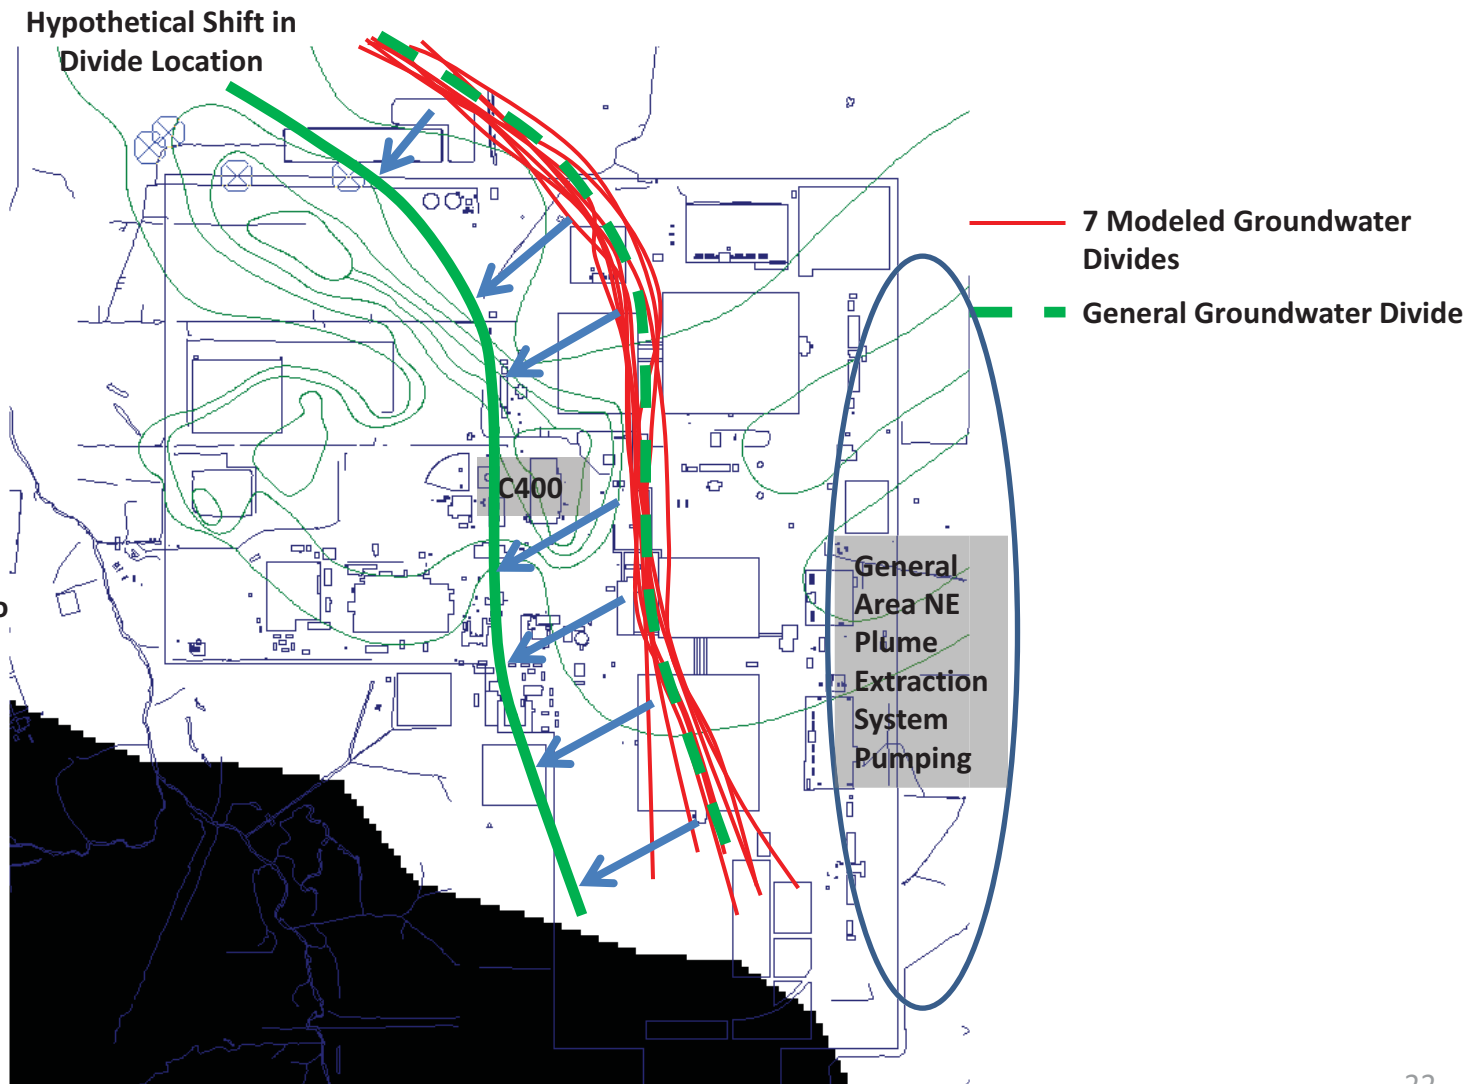 Hypothetical Shift in
Divide Location
7 Modeled Groundwater
Divides
General Groundwater Divide
C400
General
Area NE
Plume
Extraction
System
Pumping